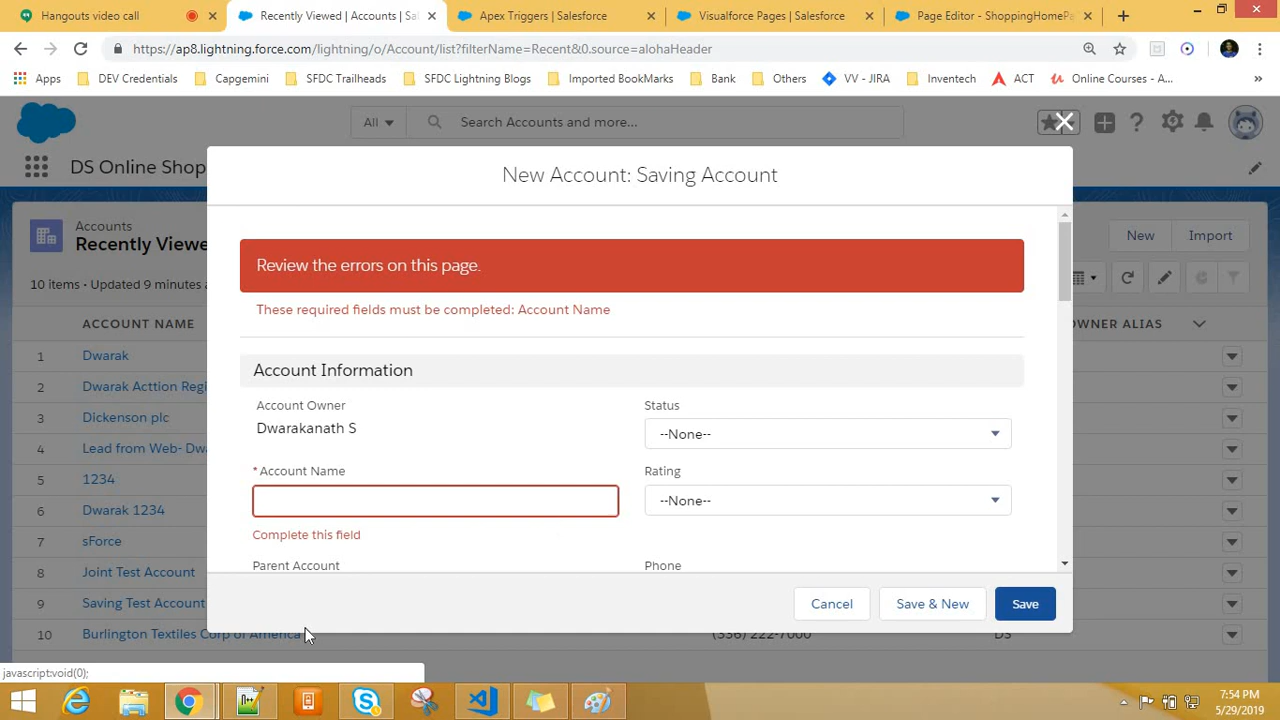 Hangouts video call
Recently Viewed | Accounts | Sal
Apex Triggers | Salesforce
Visualforce Pages | Salesforce
Page Editor - ShoppingHomePa
https://ap8.lightning.force.com/lightning/o/Account/list?filterName=Recent&0.source=alohaHeader
Apps
DEV Credentials
Capgemini
SFDC Trailheads
SFDC Lightning Blogs
Imported BookMarks
Bank
Others
VV - JIRA
Inventech
ACT
Online Courses - A...
All
Search Accounts and more...
DS Online Shop
New Account: Saving Account
Accounts
Recently Viewed
New
Import
10 items • Updated 9 minutes a
Review the errors on this page.
These required fields must be completed: Account Name
ACCOUNT NAME
OWNER ALIAS
1 Dwarak
2 Dwarak Acttion Regi
3 Dickenson plc
4 Lead from Web- Dwa
5 1234
6 Dwarak 1234
7 sForce
8 Joint Test Account
9 Saving Test Account
10 Burlington Textiles Corp of America
(336) 222-7000
DS
Account Information
Account Owner
Dwarakanath S
Status
--None--
*Account Name
Rating
--None--
Complete this field
Parent Account
Phone
Cancel
Save & New
Save
javascript:void(0);
7:54 PM
5/29/2019